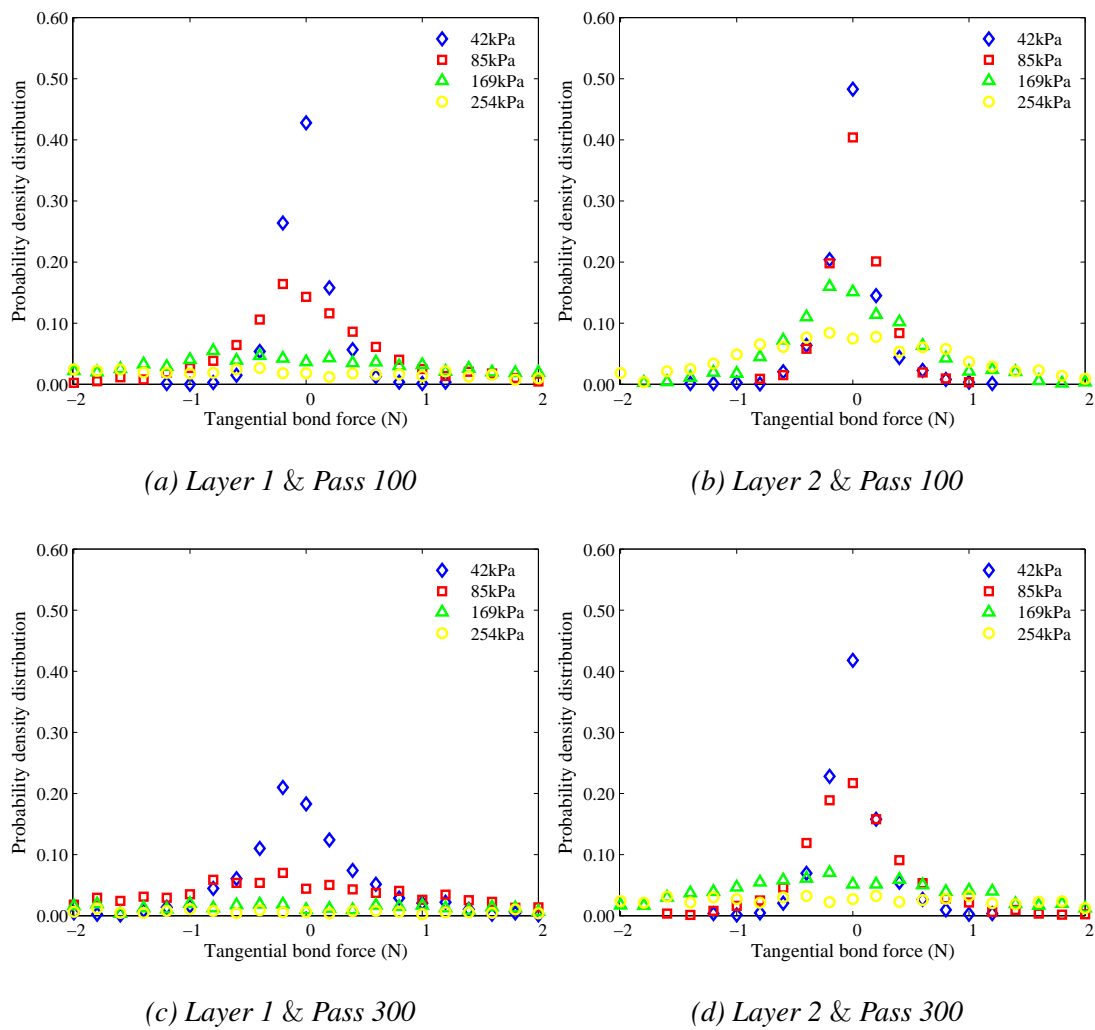 0.60
0.50
0.40
0.30
0.20
0.10
0.00
Probability density distribution
−2
−1
0
1
2
Tangential bond force (N)
42kPa
85kPa
169kPa
254kPa
(a) Layer 1 & Pass 100
0.60
0.50
0.40
0.30
0.20
0.10
0.00
Probability density distribution
−2
−1
0
1
2
Tangential bond force (N)
42kPa
85kPa
169kPa
254kPa
(b) Layer 2 & Pass 100
0.60
0.50
0.40
0.30
0.20
0.10
0.00
Probability density distribution
−2
−1
0
1
2
Tangential bond force (N)
42kPa
85kPa
169kPa
254kPa
(c) Layer 1 & Pass 300
0.60
0.50
0.40
0.30
0.20
0.10
0.00
Probability density distribution
−2
−1
0
1
2
Tangential bond force (N)
42kPa
85kPa
169kPa
254kPa
(d) Layer 2 & Pass 300